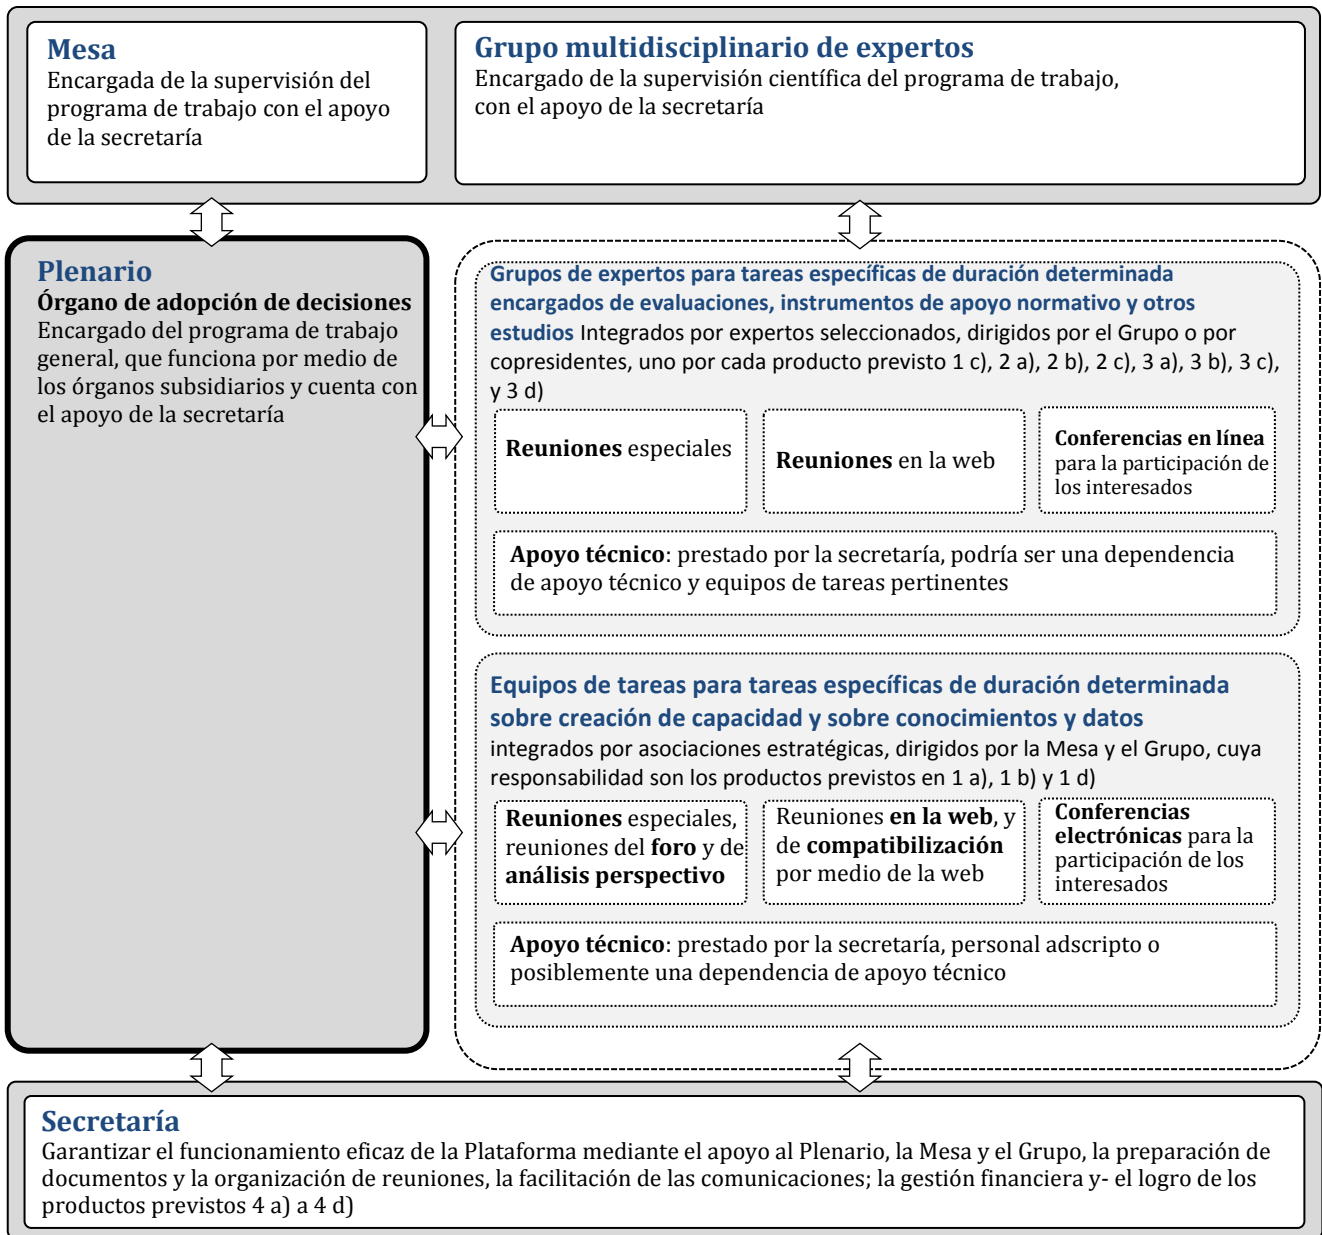 Mesa
Encargada de la supervisión del
programa de trabajo con el apoyo
de la secretaría
Grupo multidisciplinario de expertos
Encargado de la supervisión científica del programa de trabajo,
con el apoyo de la secretaría
Plenario
Órgano de adopción de decisiones
Encargado del programa de trabajo
general, que funciona por medio de
los órganos subsidiarios y cuenta con
el apoyo de la secretaría
Grupos de expertos para tareas específicas de duración determinada
encargados de evaluaciones, instrumentos de apoyo normativo y otros
estudios Integrados por expertos seleccionados, dirigidos por el Grupo o por
copresidentes, uno por cada producto previsto 1 c), 2 a), 2 b), 2 c), 3 a), 3 b), 3 c),
y 3 d)
Reuniones especiales
Reuniones en la web
Conferencias en línea
para la participación de
los interesados
Apoyo técnico: prestado por la secretaría, podría ser una dependencia
de apoyo técnico y equipos de tareas pertinentes
Equipos de tareas para tareas específicas de duración determinada
sobre creación de capacidad y sobre conocimientos y datos
integrados por asociaciones estratégicas, dirigidos por la Mesa y el Grupo, cuya
responsabilidad son los productos previstos en 1 a), 1 b) y 1 d)
Reuniones especiales,
reuniones del foro y de
análisis perspectivo
Reuniones en la web, y
de compatibilización
por medio de la web
Conferencias
electrónicas para la
participación de los
interesados
Apoyo técnico: prestado por la secretaría, personal adscripto o
posiblemente una dependencia de apoyo técnico
Secretaría
Garantizar el funcionamiento eficaz de la Plataforma mediante el apoyo al Plenario, la Mesa y el Grupo, la preparación de
documentos y la organización de reuniones, la facilitación de las comunicaciones; la gestión financiera y- el logro de los
productos previstos 4 a) a 4 d)